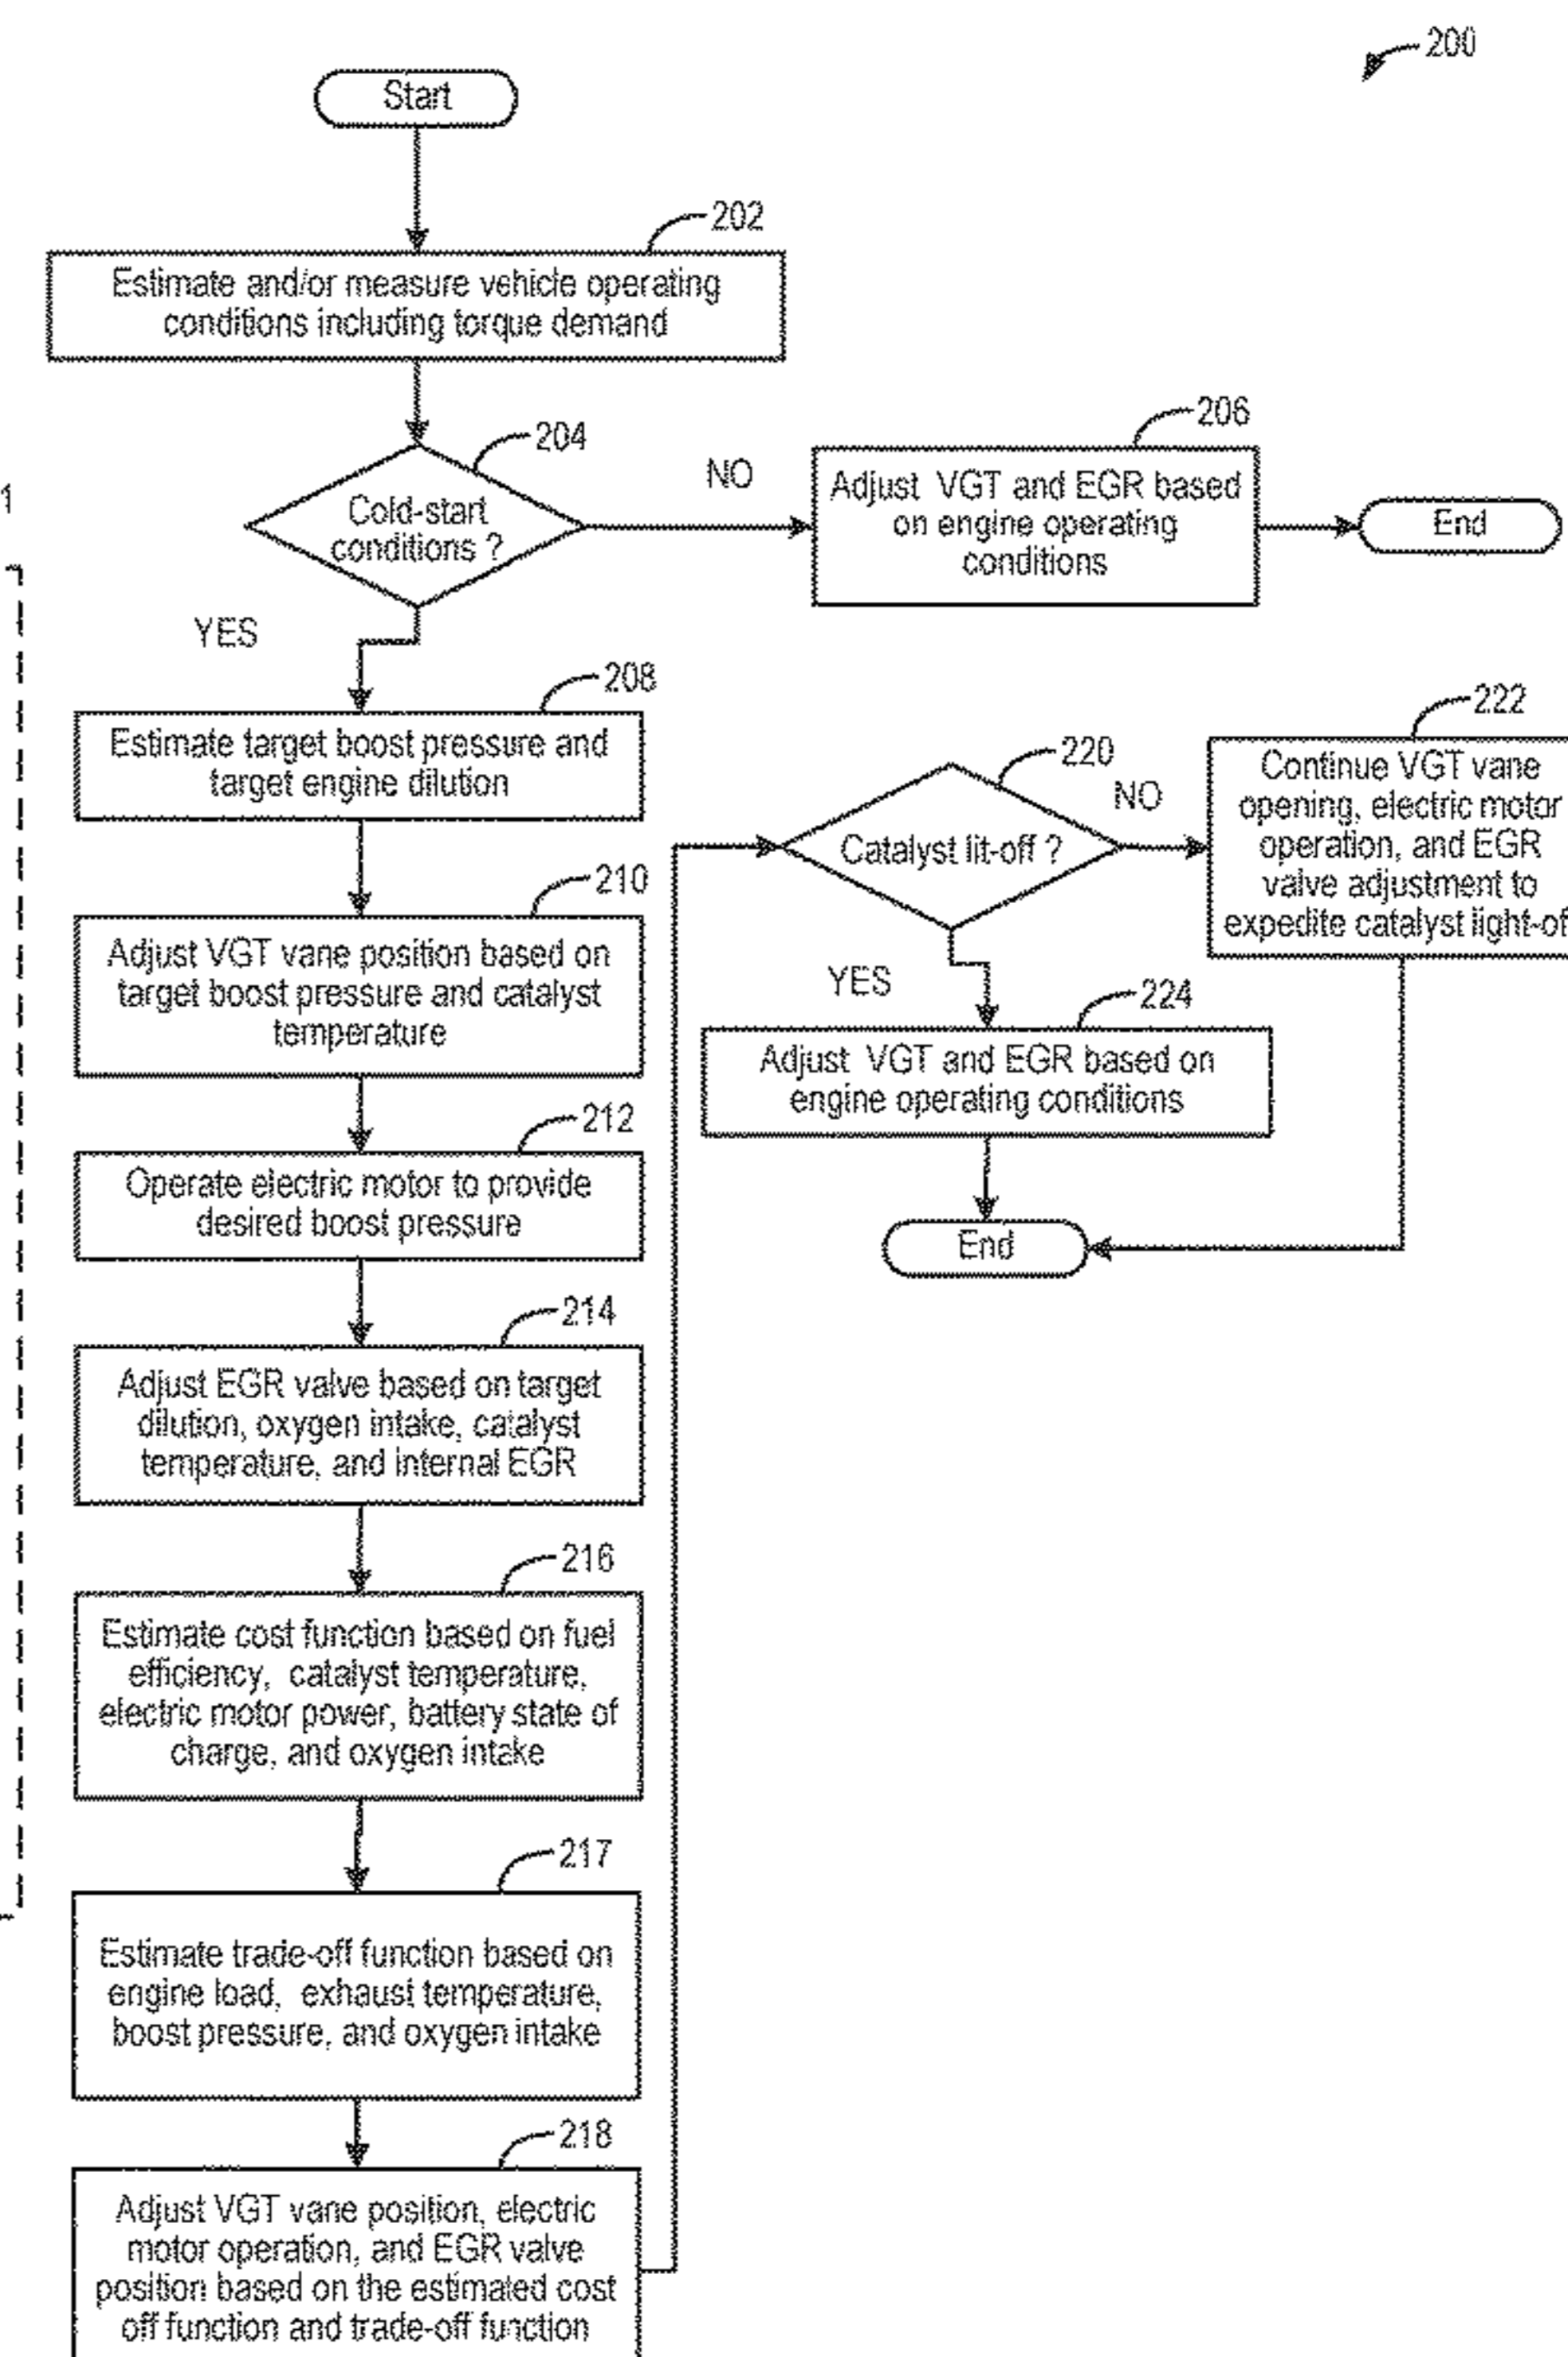 200
Start
202
Estimate and/or measure vehicle operating
conditions including torque demand
204
Cold-start
conditions ?
NO
206
Adjust VGT and EGR based
on engine operating
conditions
End
1
YES
208
Estimate target boost pressure and
target engine dilution
210
Adjust VGT vane position based on
target boost pressure and catalyst
temperature
212
Operate electric motor to provide
desired boost pressure
214
Adjust EGR valve based on target
dilution, oxygen intake, catalyst
temperature, and internal EGR
216
Estimate cost function based on fuel
efficiency, catalyst temperature,
electric motor power, battery state of
charge, and oxygen intake
217
Estimate trade-off function based on
engine load, exhaust temperature,
boost pressure, and oxygen intake
218
Adjust VGT vane position, electric
motor operation, and EGR valve
position based on the estimated cost
off function and trade-off function
220
Catalyst lit-off ?
NO
222
Continue VGT vane
opening, electric motor
operation, and EGR
valve adjustment to
expedite catalyst light-of
YES
224
Adjust VGT and EGR based on
engine operating conditions
End